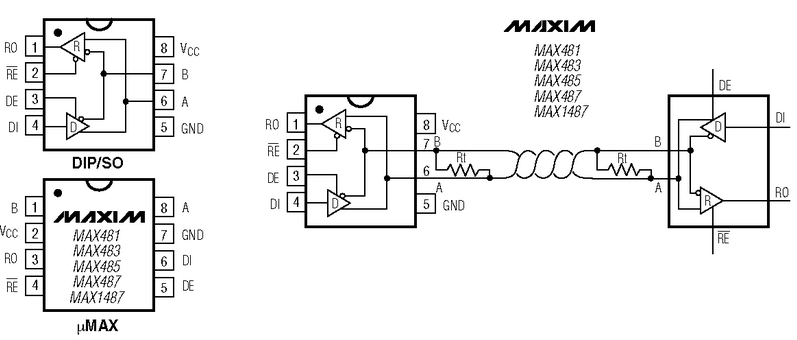 RO 1 R 8 VCC
RE 2 7 B
DE 3 6 A
DI 4 D 5 GND
DIP/SO
B 1 MAXIM 8 A
VCC 2 MAX481 7 GND
RO 3 MAX483 6 DI
MAX485
RE 4 MAX487 5 DE
MAX1487
µMAX
MAXIM
MAX481
MAX483
MAX485
MAX487
MAX1487
RO 1 R 8 VCC
RE 2 7 B
DE 3 6 A
DI 4 D 5 GND
Rt
Rt
DE
D DI
B
A
R RO
RE